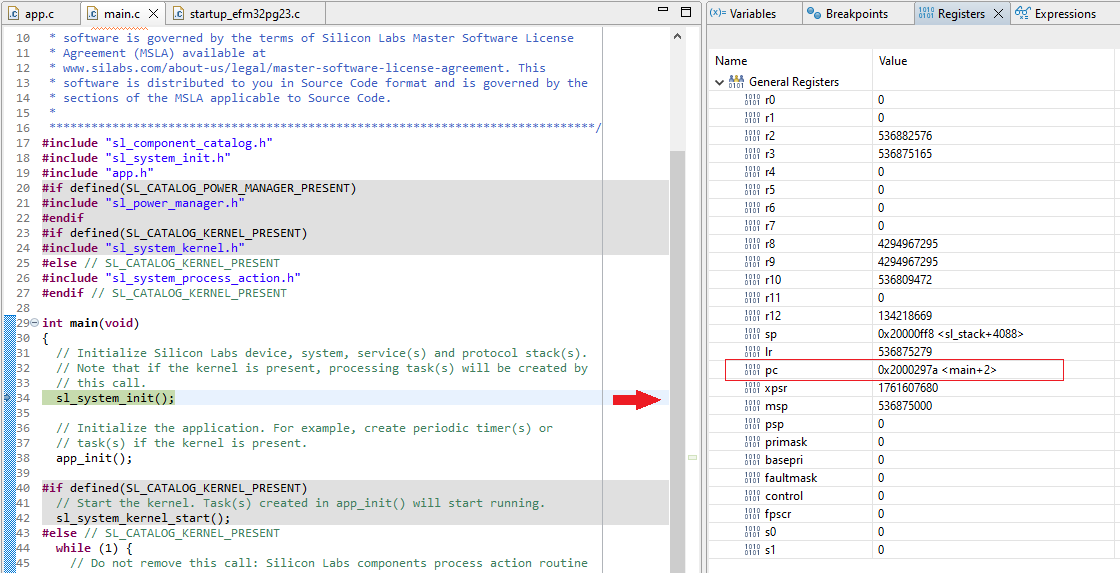 app.c
main.c
startup_efm32pg23.c
10 * software is governed by the terms of Silicon Labs Master Software License
11 * Agreement (MSLA) available at
12 * www.silabs.com/about-us/legal/master-software-license-agreement. This
13 * software is distributed to you in Source Code format and is governed by the
14 * sections of the MSLA applicable to Source Code.
15 *
16 ******************************************************************************/
17 #include "sl_component_catalog.h"
18 #include "sl_system_init.h"
19 #include "app.h"
20 #if defined(SL_CATALOG_POWER_MANAGER_PRESENT)
21 #include "sl_power_manager.h"
22 #endif
23 #if defined(SL_CATALOG_KERNEL_PRESENT)
24 #include "sl_system_kernel.h"
25 #else // SL_CATALOG_KERNEL_PRESENT
26 #include "sl_system_process_action.h"
27 #endif // SL_CATALOG_KERNEL_PRESENT
28
29 int main(void)
30 {
31 // Initialize Silicon Labs device, system, service(s) and protocol stack(s).
32 // Note that if the kernel is present, processing task(s) will be created by
33 // this call.
34 sl_system_init();
35
36 // Initialize the application. For example, create periodic timer(s) or
37 // task(s) if the kernel is present.
38 app_init();
39
40 #if defined(SL_CATALOG_KERNEL_PRESENT)
41 // Start the kernel. Task(s) created in app_init() will start running.
42 sl_system_kernel_start();
43 #else // SL_CATALOG_KERNEL_PRESENT
44 while (1) {
45 // Do not remove this call: Silicon Labs components process action routine
(x)= Variables
Breakpoints
Registers
Expressions
Name Value
General Registers
r0 0
r1 0
r2 536882576
r3 536875165
r4 0
r5 0
r6 0
r7 0
r8 4294967295
r9 4294967295
r10 536809472
r11 0
r12 134218669
sp 0x20000ff8 <sl_stack+4088>
lr 536875279
pc 0x2000297a <main+2>
xpsr 1761607680
msp 536875000
psp 0
primask 0
basepri 0
faultmask 0
control 0
fpscr 0
s0 0
s1 0